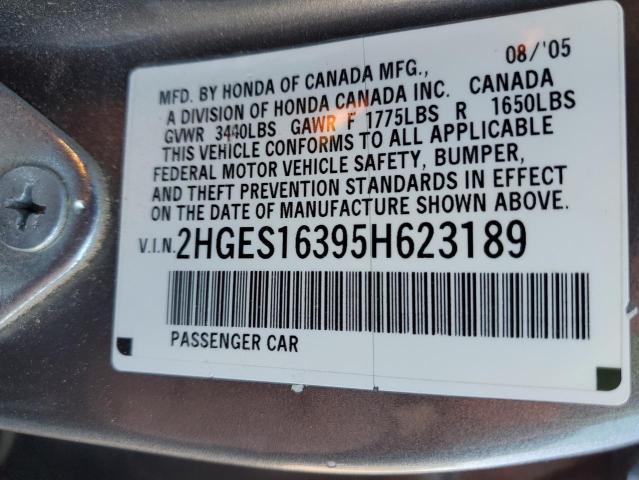 08/'05
MFD. BY HONDA OF CANADA MFG.,
A DIVISION OF HONDA CANADA INC. CANADA
GVWR 3440LBS GAWR F 1775LBS R 1650LBS
THIS VEHICLE CONFORMS TO ALL APPLICABLE
FEDERAL MOTOR VEHICLE SAFETY, BUMPER,
AND THEFT PREVENTION STANDARDS IN EFFECT
ON THE DATE OF MANUFACTURE SHOWN ABOVE.
V.I.N. 2HGES16395H623189
PASSENGER CAR